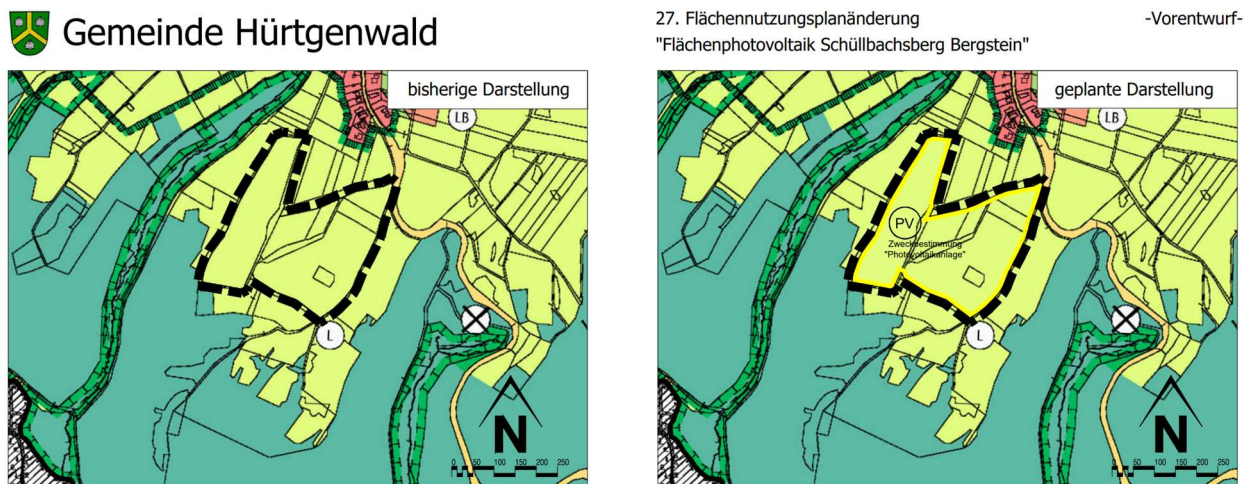 Gemeinde Hürtgenwald
27. Flächennutzungsplanänderung -Vorentwurf-
"Flächenphotovoltaik Schüllbachsberg Bergstein"
bisherige Darstellung
LB
L
N
0 50 100 150 200 250
geplante Darstellung
LB
PV
Zweckbestimmung
"Photovoltaikanlage"
L
N
50 100 150 200 250